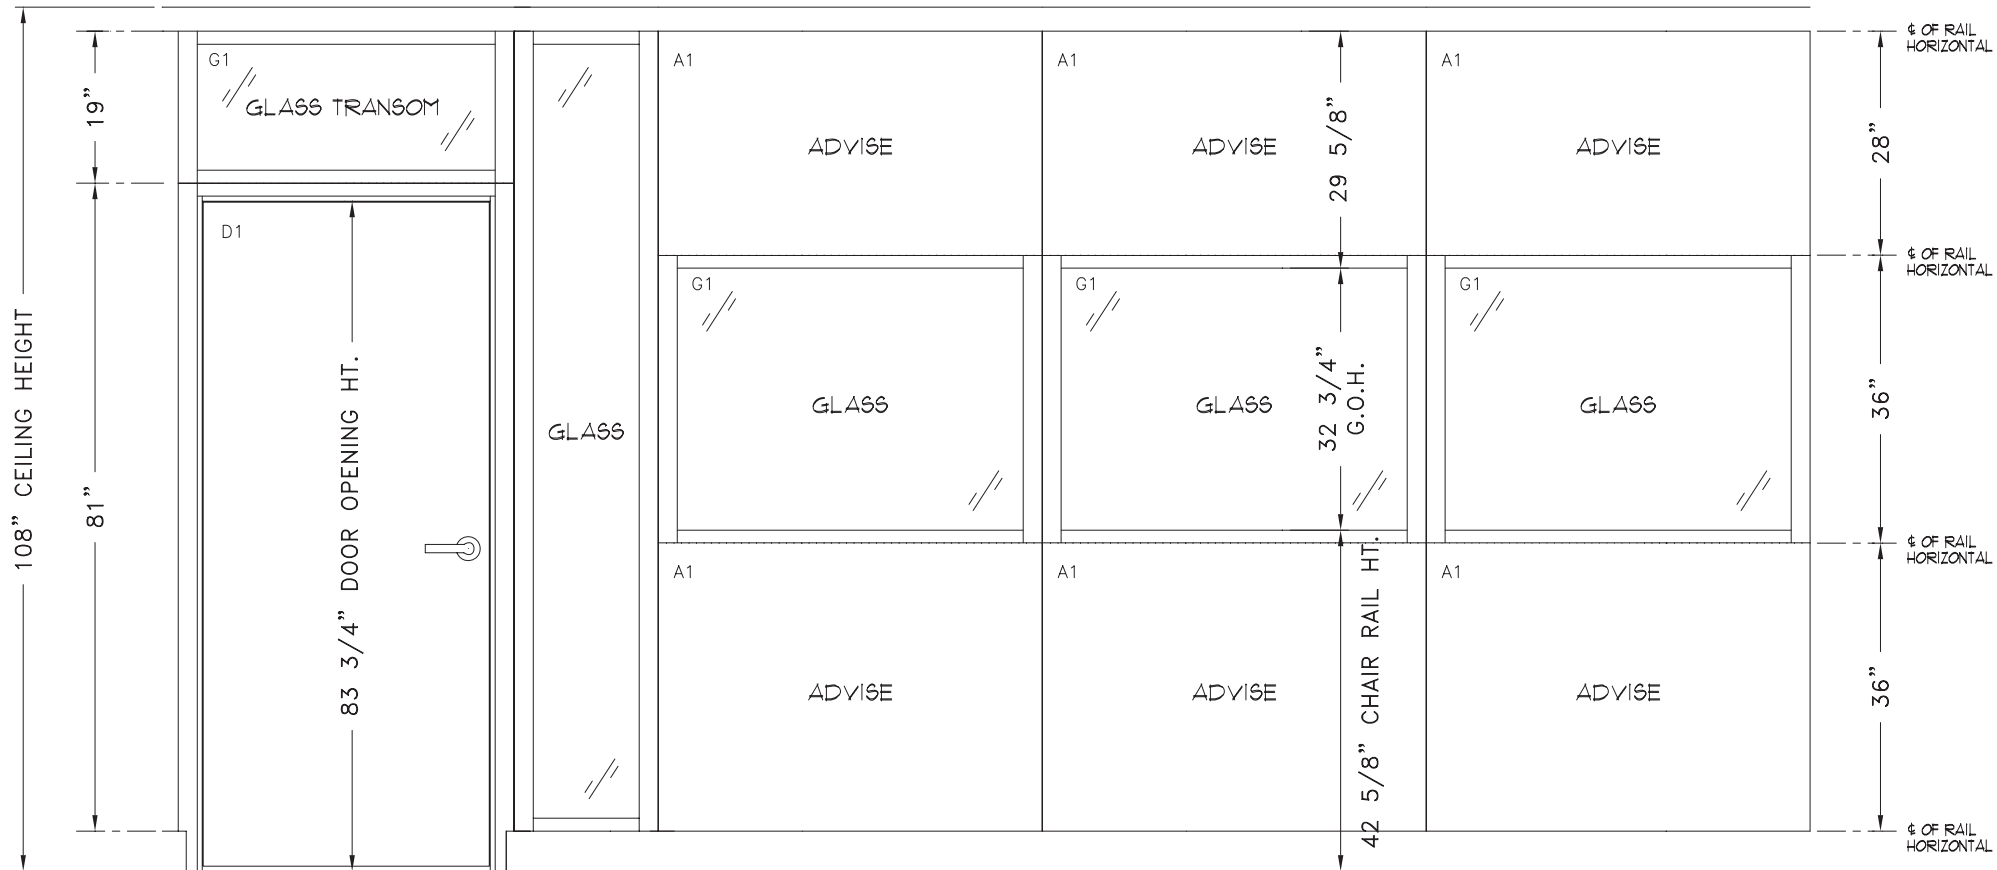 ℄ OF RAIL
HORIZONTAL
G1
A1
A1
A1
19”
GLASS TRANSOM
29 5/8”
28”
ADVISE
ADVISE
ADVISE
D1
℄ OF RAIL
HORIZONTAL
G1
G1
G1
108” CEILING HEIGHT
81”
83 3/4” DOOR OPENING HT.
GLASS
GLASS
GLASS
GLASS
32 3/4”
G.O.H.
36”
℄ OF RAIL
HORIZONTAL
A1
A1
A1
42 5/8” CHAIR RAIL HT.
ADVISE
ADVISE
ADVISE
36”
℄ OF RAIL
HORIZONTAL